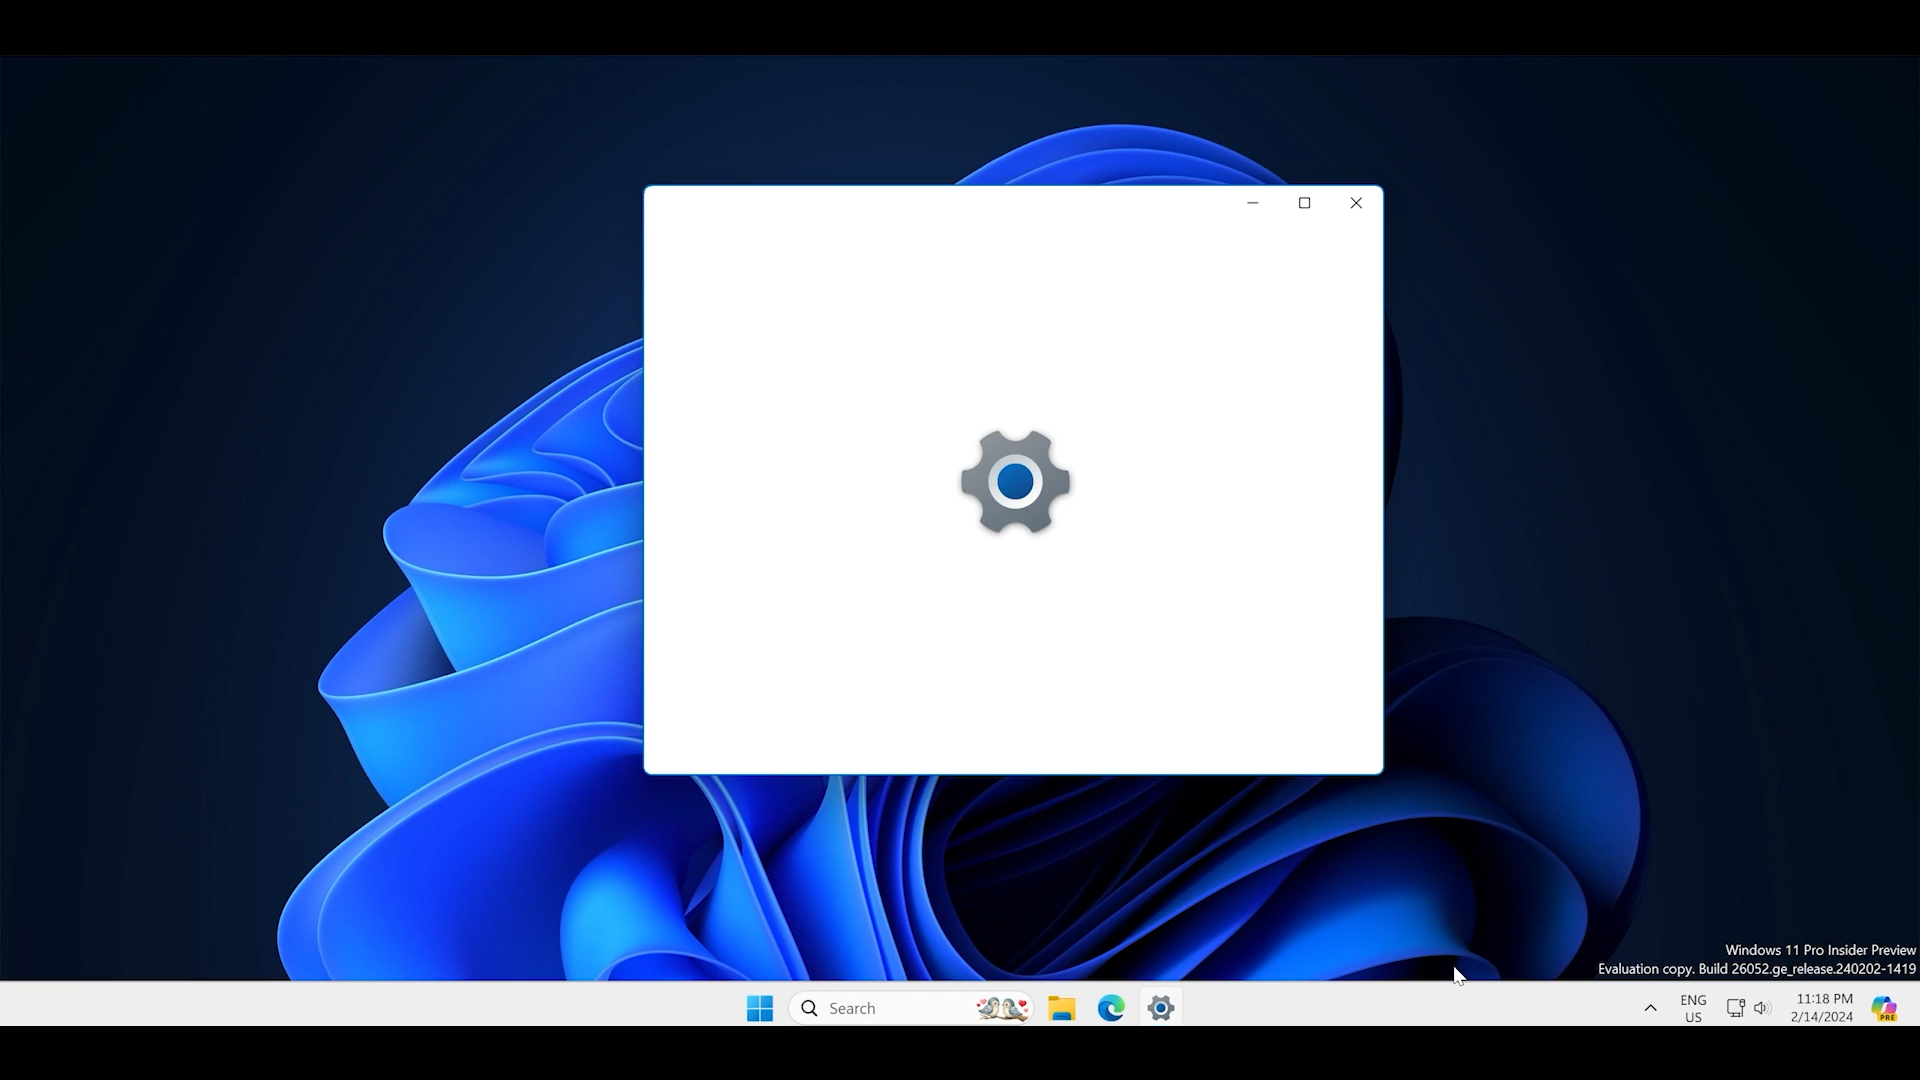 Windows 11 Pro Insider Preview
Evaluation copy. Build 26052.ge_release.240202-1419
Search
ENG
US
11:18 PM
2/14/2024
PRE